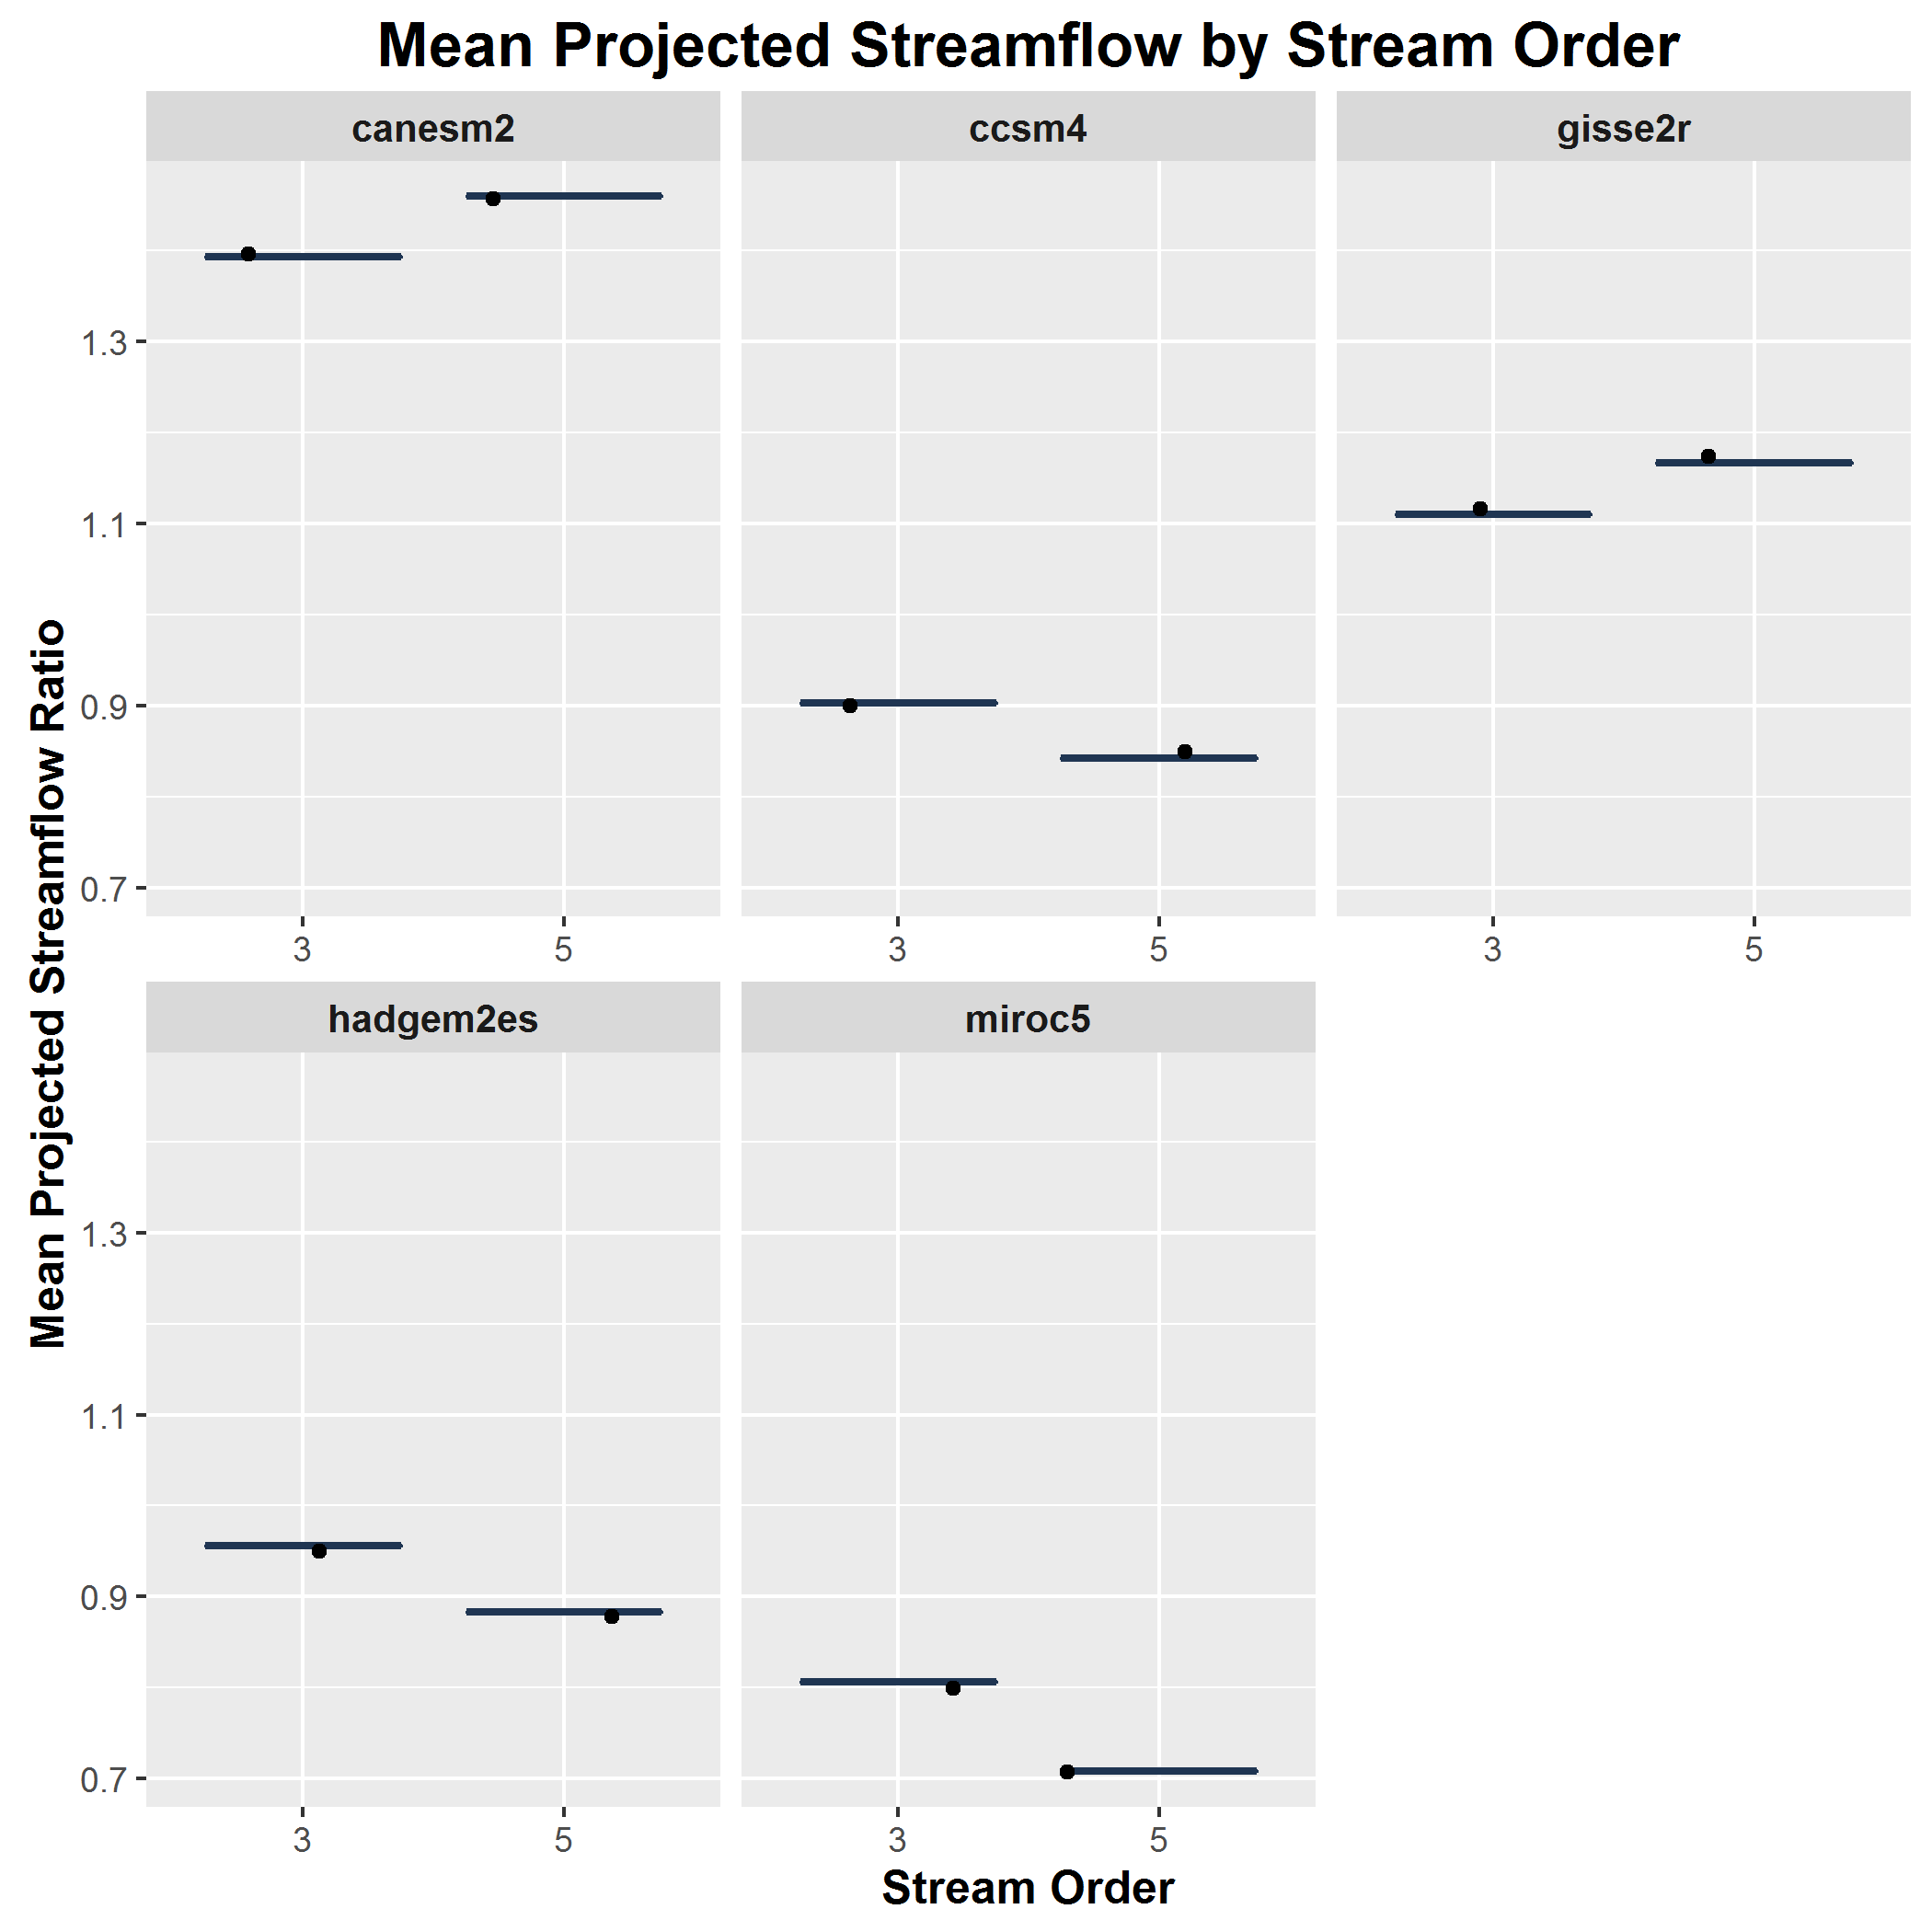 Mean Projected Streamflow by Stream Order
canesm2
ccsm4
gisse2r
1.3
1.1
0.9
0.7
3
5
3
5
3
5
Mean Projected Streamflow Ratio
hadgem2es
miroc5
1.3
1.1
0.9
0.7
3
5
3
5
Stream Order